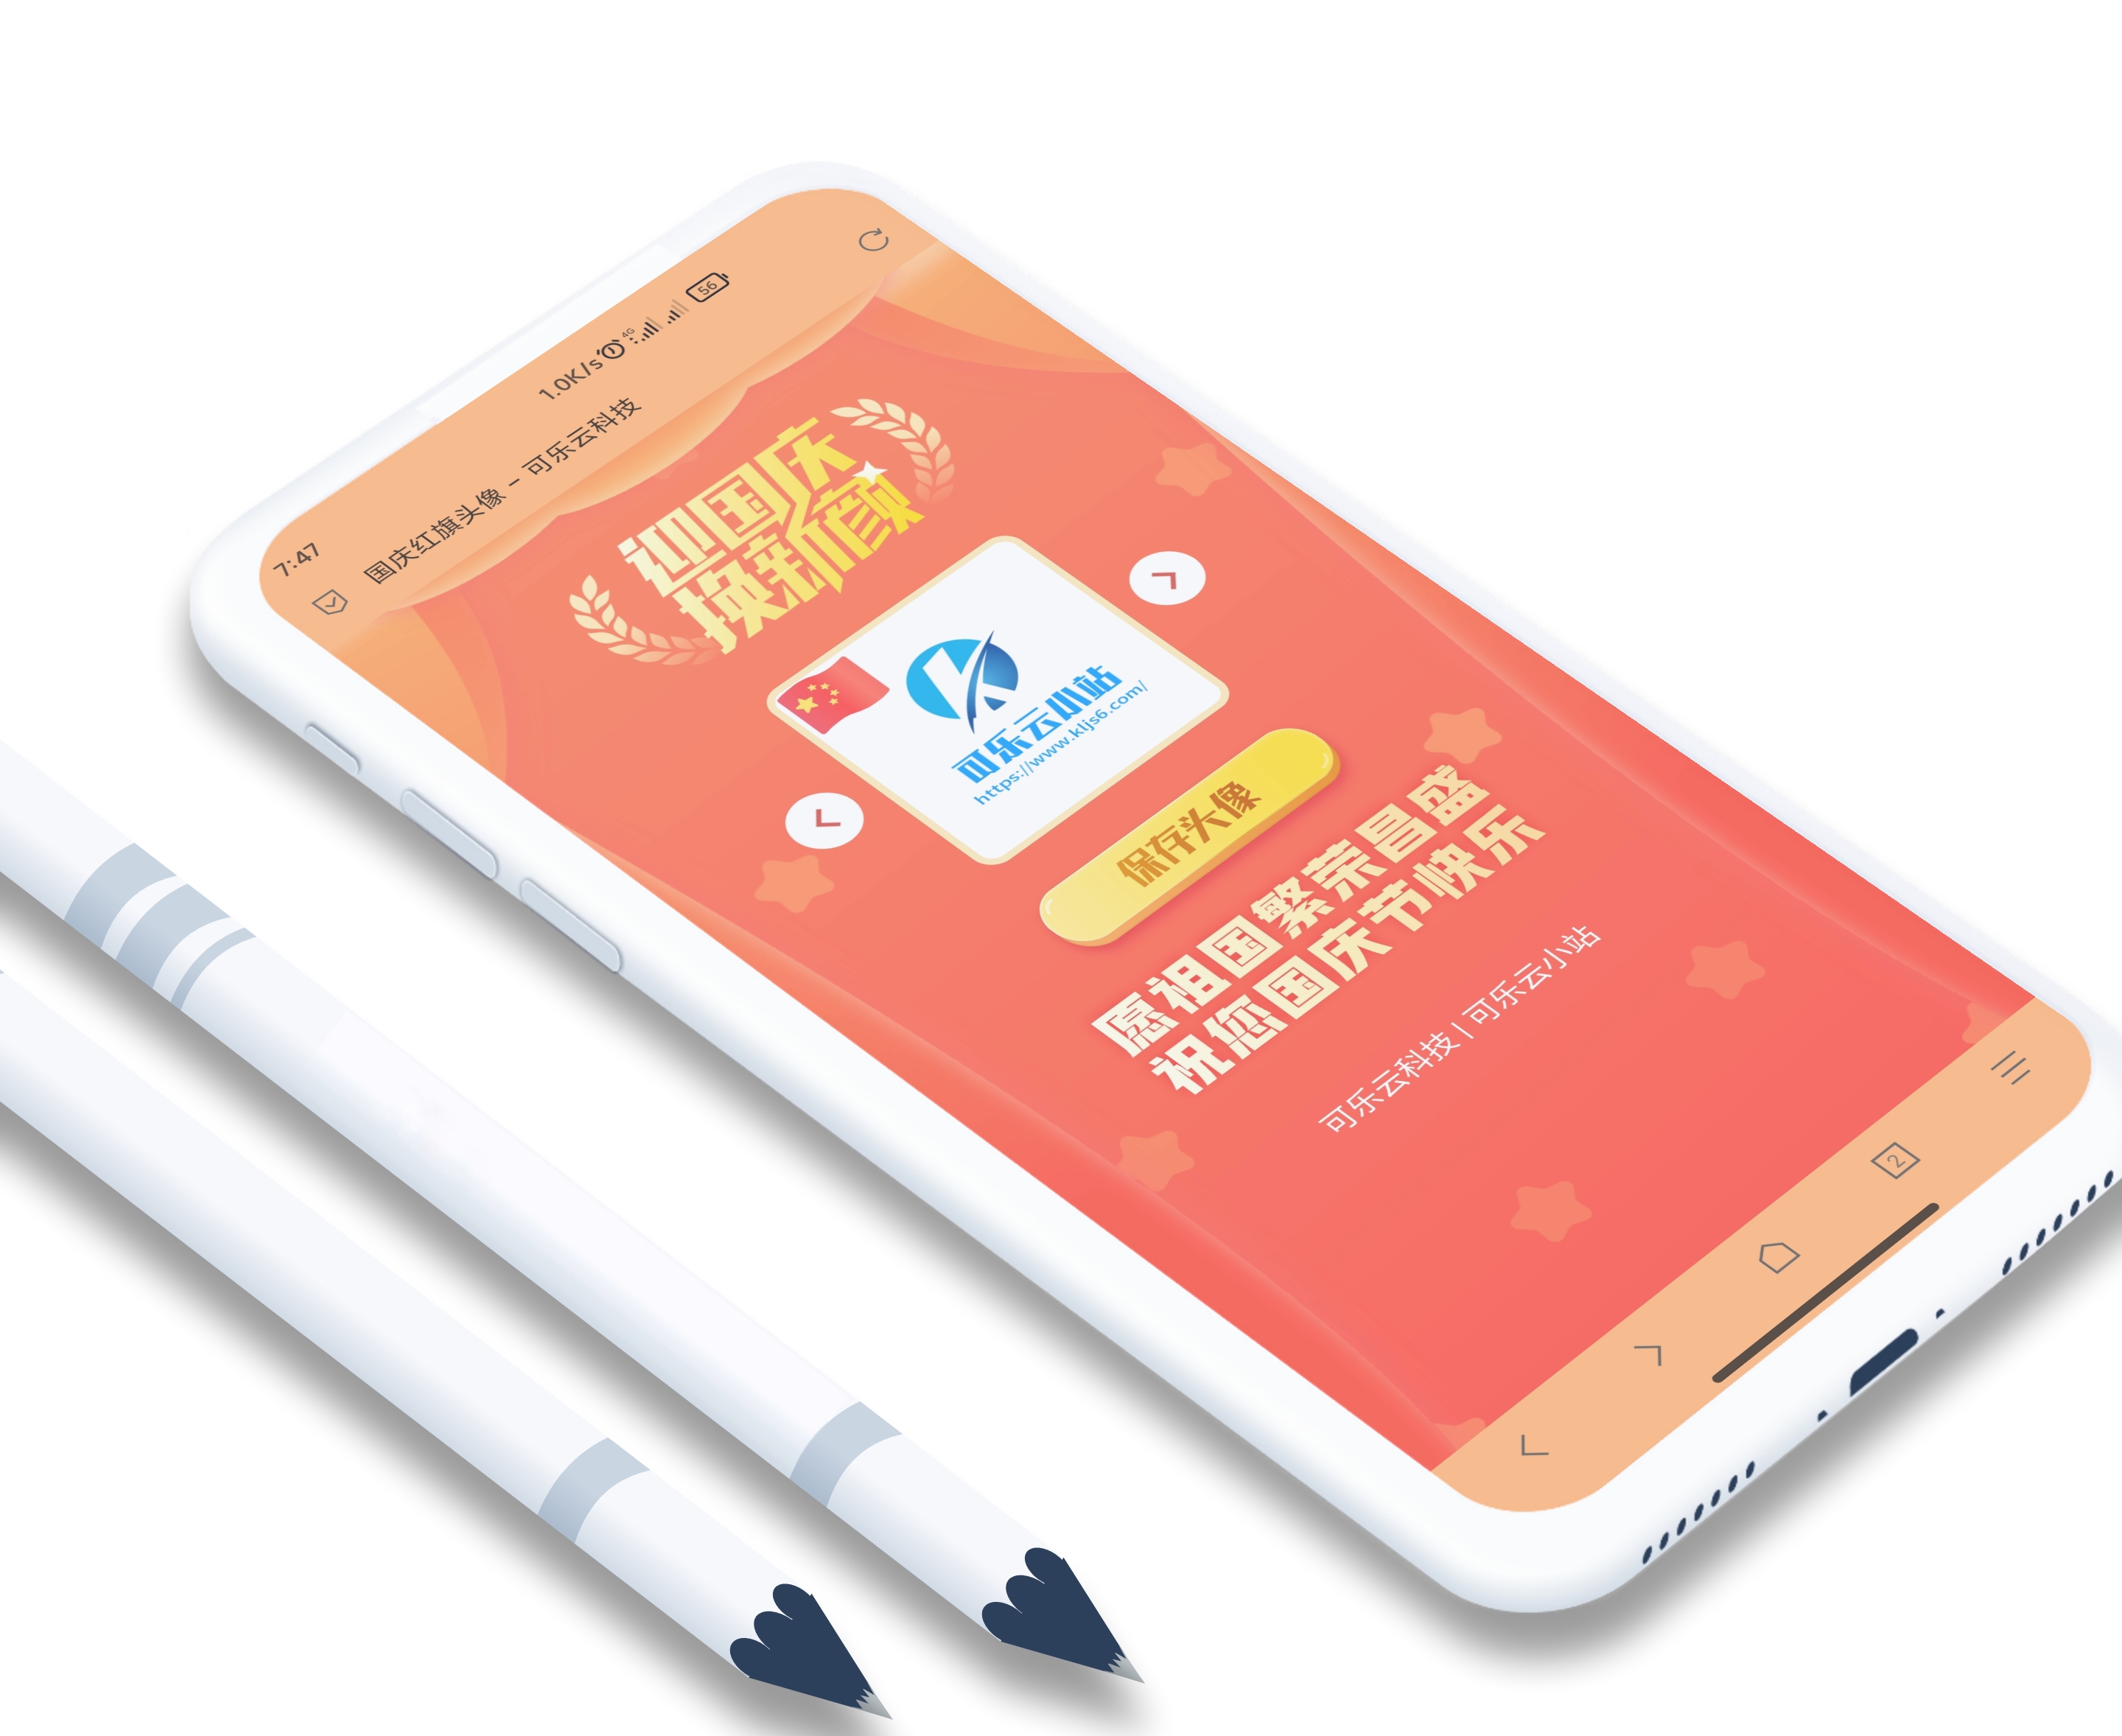 7:47
1.0K/s
4G
56
国庆红旗头像 - 可乐云科技
迎国庆
换新颜
可乐云小站
https://www.kljs6.com/
保存头像
愿祖国繁荣昌盛
祝您国庆节快乐
可乐云科技 | 可乐云小站
2